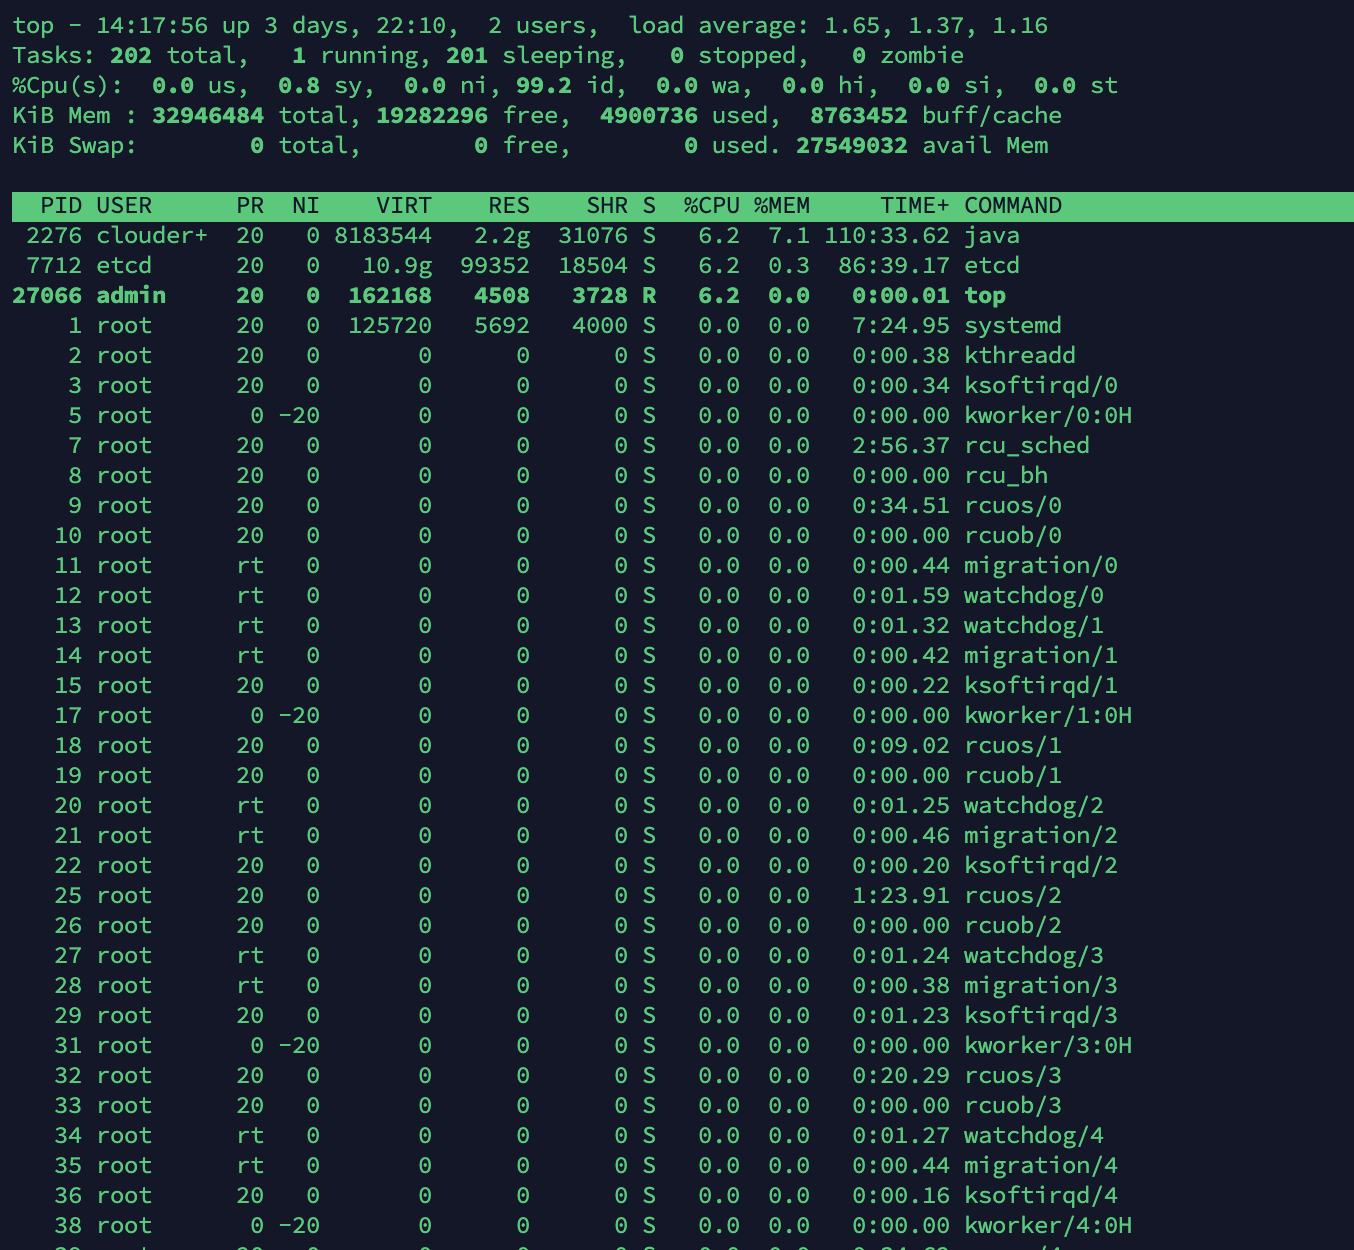 top - 14:17:56 up 3 days, 22:10,  2 users,  load average: 1.65, 1.37, 1.16
Tasks: 202 total,   1 running, 201 sleeping,   0 stopped,   0 zombie
%Cpu(s):  0.0 us,  0.8 sy,  0.0 ni, 99.2 id,  0.0 wa,  0.0 hi,  0.0 si,  0.0 st
KiB Mem : 32946484 total, 19282296 free,  4900736 used,  8763452 buff/cache
KiB Swap:        0 total,        0 free,        0 used. 27549032 avail Mem

  PID USER      PR  NI    VIRT    RES    SHR S  %CPU %MEM     TIME+ COMMAND
 2276 clouder+  20   0 8183544   2.2g  31076 S   6.2  7.1 110:33.62 java
 7712 etcd      20   0   10.9g  99352  18504 S   6.2  0.3  86:39.17 etcd
27066 admin     20   0  162168   4508   3728 R   6.2  0.0   0:00.01 top
    1 root      20   0  125720   5692   4000 S   0.0  0.0   7:24.95 systemd
    2 root      20   0       0      0      0 S   0.0  0.0   0:00.38 kthreadd
    3 root      20   0       0      0      0 S   0.0  0.0   0:00.34 ksoftirqd/0
    5 root       0 -20       0      0      0 S   0.0  0.0   0:00.00 kworker/0:0H
    7 root      20   0       0      0      0 S   0.0  0.0   2:56.37 rcu_sched
    8 root      20   0       0      0      0 S   0.0  0.0   0:00.00 rcu_bh
    9 root      20   0       0      0      0 S   0.0  0.0   0:34.51 rcuos/0
   10 root      20   0       0      0      0 S   0.0  0.0   0:00.00 rcuob/0
   11 root      rt   0       0      0      0 S   0.0  0.0   0:00.44 migration/0
   12 root      rt   0       0      0      0 S   0.0  0.0   0:01.59 watchdog/0
   13 root      rt   0       0      0      0 S   0.0  0.0   0:01.32 watchdog/1
   14 root      rt   0       0      0      0 S   0.0  0.0   0:00.42 migration/1
   15 root      20   0       0      0      0 S   0.0  0.0   0:00.22 ksoftirqd/1
   17 root       0 -20       0      0      0 S   0.0  0.0   0:00.00 kworker/1:0H
   18 root      20   0       0      0      0 S   0.0  0.0   0:09.02 rcuos/1
   19 root      20   0       0      0      0 S   0.0  0.0   0:00.00 rcuob/1
   20 root      rt   0       0      0      0 S   0.0  0.0   0:01.25 watchdog/2
   21 root      rt   0       0      0      0 S   0.0  0.0   0:00.46 migration/2
   22 root      20   0       0      0      0 S   0.0  0.0   0:00.20 ksoftirqd/2
   25 root      20   0       0      0      0 S   0.0  0.0   1:23.91 rcuos/2
   26 root      20   0       0      0      0 S   0.0  0.0   0:00.00 rcuob/2
   27 root      rt   0       0      0      0 S   0.0  0.0   0:01.24 watchdog/3
   28 root      rt   0       0      0      0 S   0.0  0.0   0:00.38 migration/3
   29 root      20   0       0      0      0 S   0.0  0.0   0:01.23 ksoftirqd/3
   31 root       0 -20       0      0      0 S   0.0  0.0   0:00.00 kworker/3:0H
   32 root      20   0       0      0      0 S   0.0  0.0   0:20.29 rcuos/3
   33 root      20   0       0      0      0 S   0.0  0.0   0:00.00 rcuob/3
   34 root      rt   0       0      0      0 S   0.0  0.0   0:01.27 watchdog/4
   35 root      rt   0       0      0      0 S   0.0  0.0   0:00.44 migration/4
   36 root      20   0       0      0      0 S   0.0  0.0   0:00.16 ksoftirqd/4
   38 root       0 -20       0      0      0 S   0.0  0.0   0:00.00 kworker/4:0H